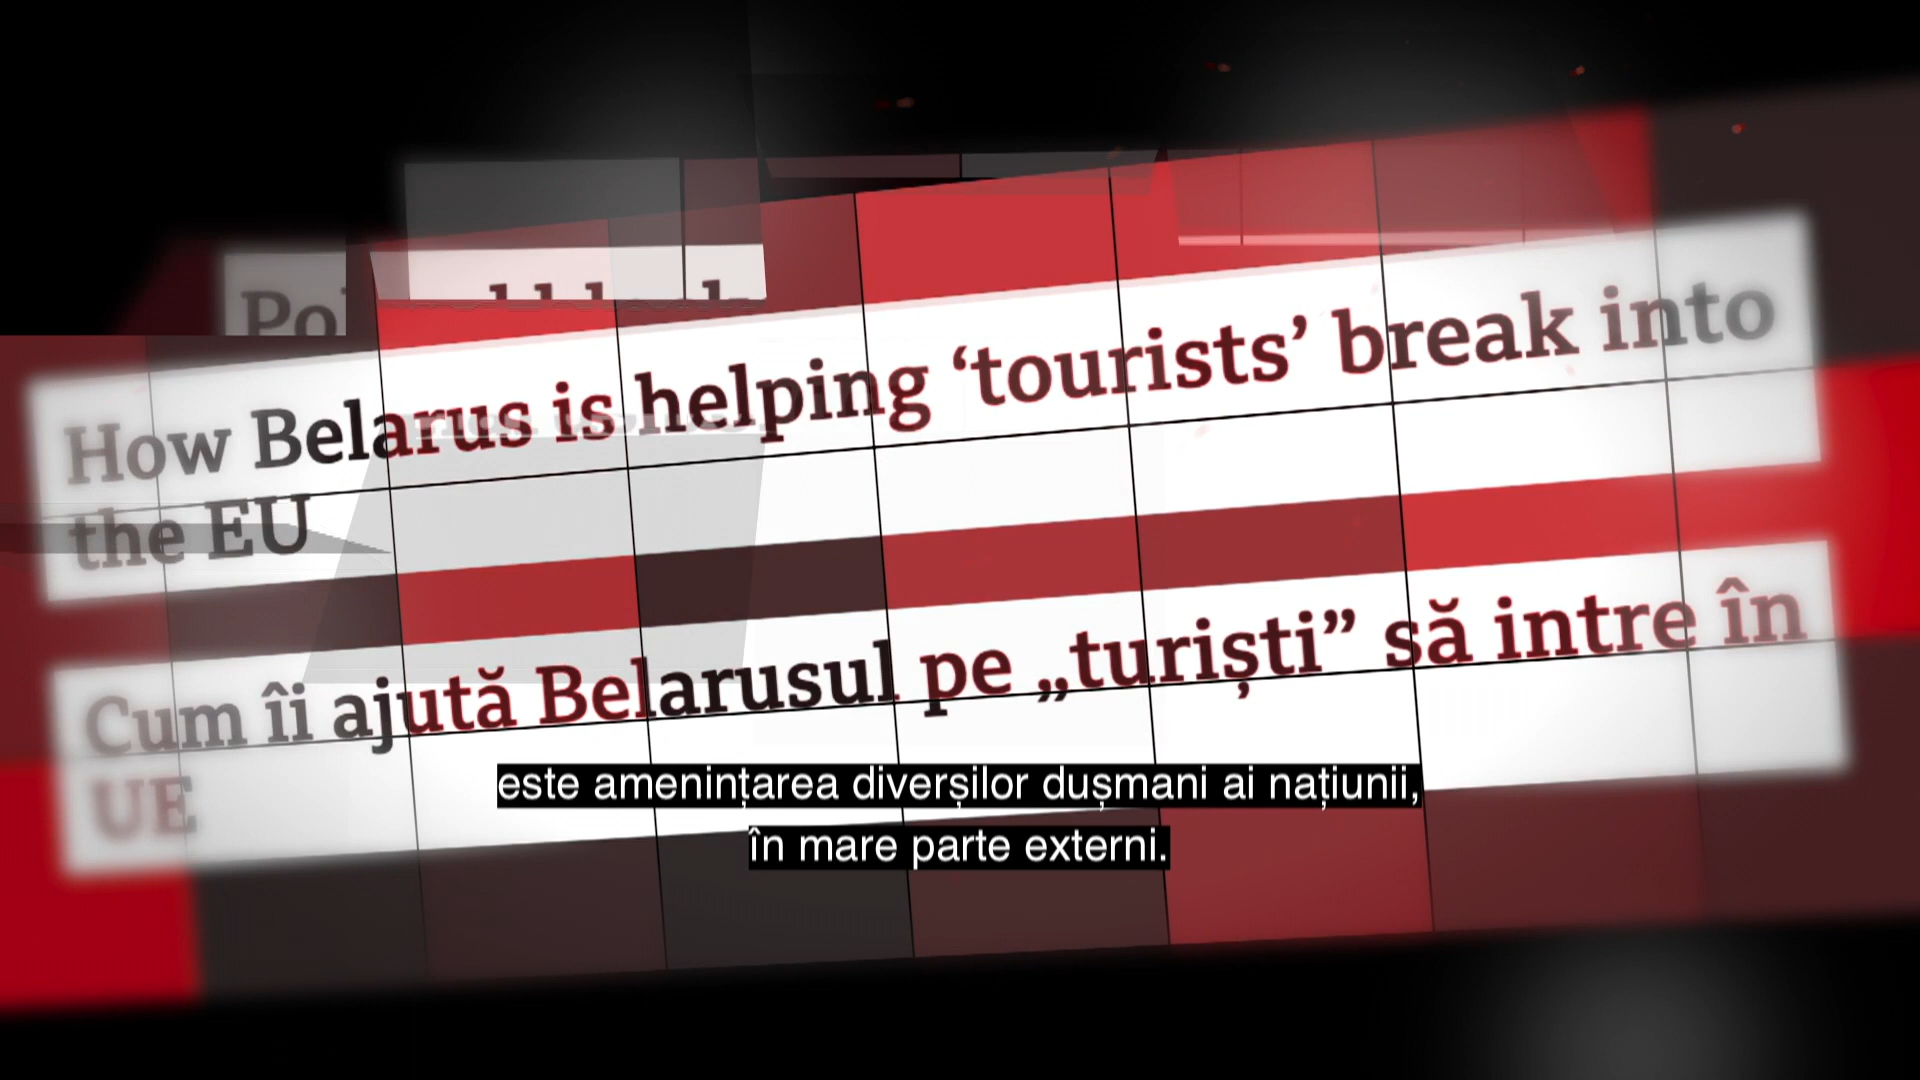 How Belarus is helping ‘tourists’ break into
the EU
Cum îi ajută Belarusul pe „turiști” să intre în
UE
este amenințarea diverșilor dușmani ai națiunii,
în mare parte externi.